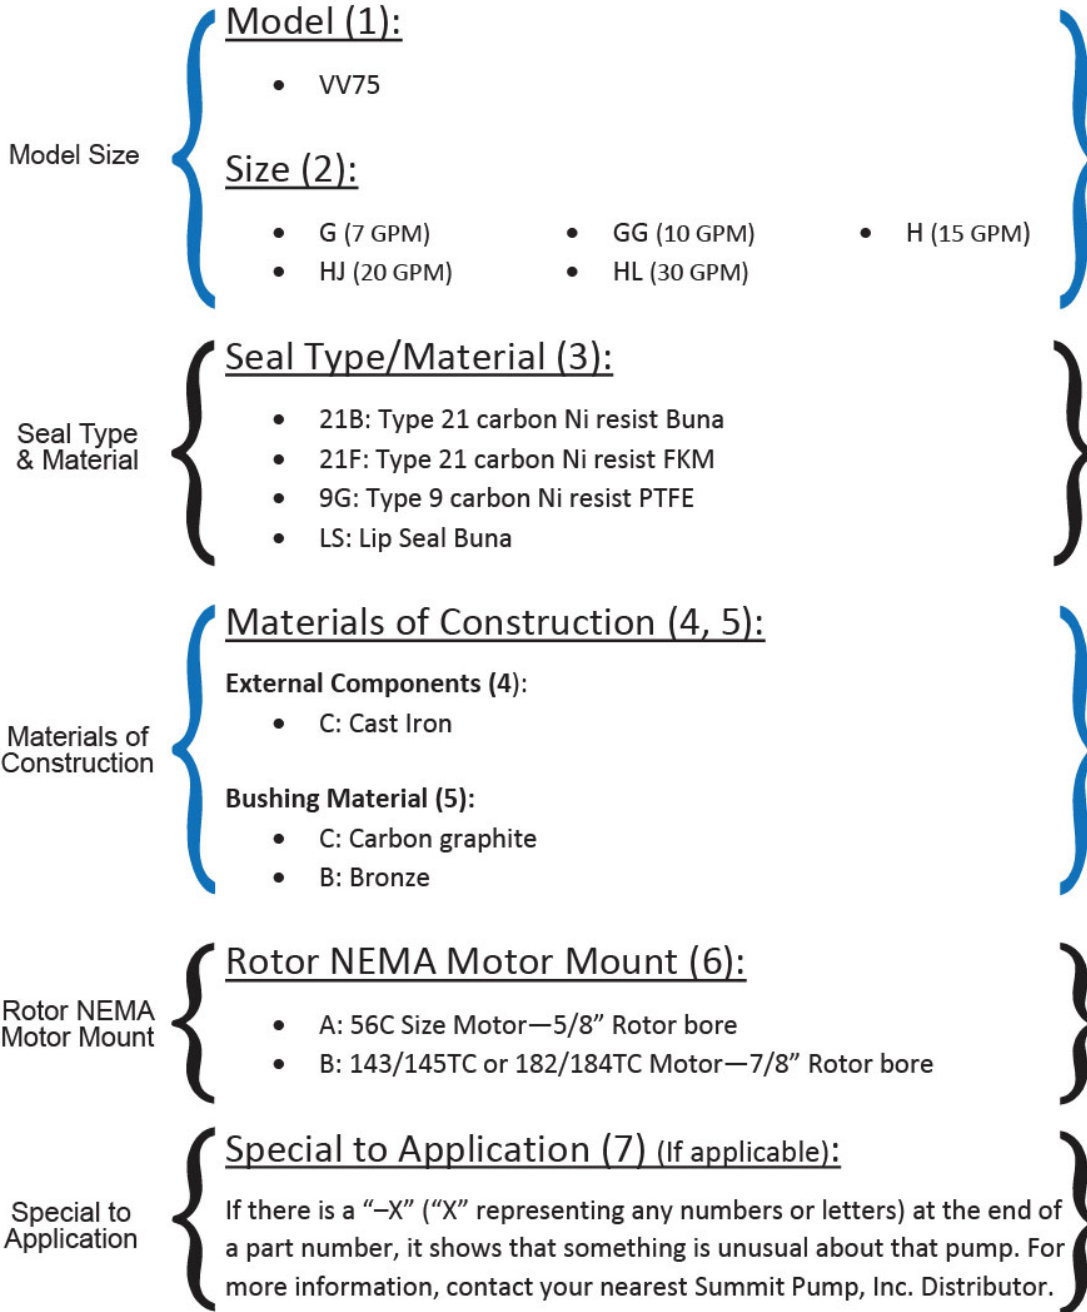 Model (1):
• VV75
Model Size
Size (2):
• G (7 GPM) • GG (10 GPM) • H (15 GPM)
• HJ (20 GPM) • HL (30 GPM)
Seal Type/Material (3):
• 21B: Type 21 carbon Ni resist Buna
Seal Type
& Material
• 21F: Type 21 carbon Ni resist FKM
• 9G: Type 9 carbon Ni resist PTFE
• LS: Lip Seal Buna
Materials of Construction (4, 5):
External Components (4):
• C: Cast Iron
Materials of
Construction
Bushing Material (5):
• C: Carbon graphite
• B: Bronze
Rotor NEMA Motor Mount (6):
Rotor NEMA
Motor Mount
• A: 56C Size Motor—5/8” Rotor bore
• B: 143/145TC or 182/184TC Motor—7/8” Rotor bore
Special to Application (7) (If applicable):
Special to
Application
If there is a “–X” (“X” representing any numbers or letters) at the end of
a part number, it shows that something is unusual about that pump. For
more information, contact your nearest Summit Pump, Inc. Distributor.